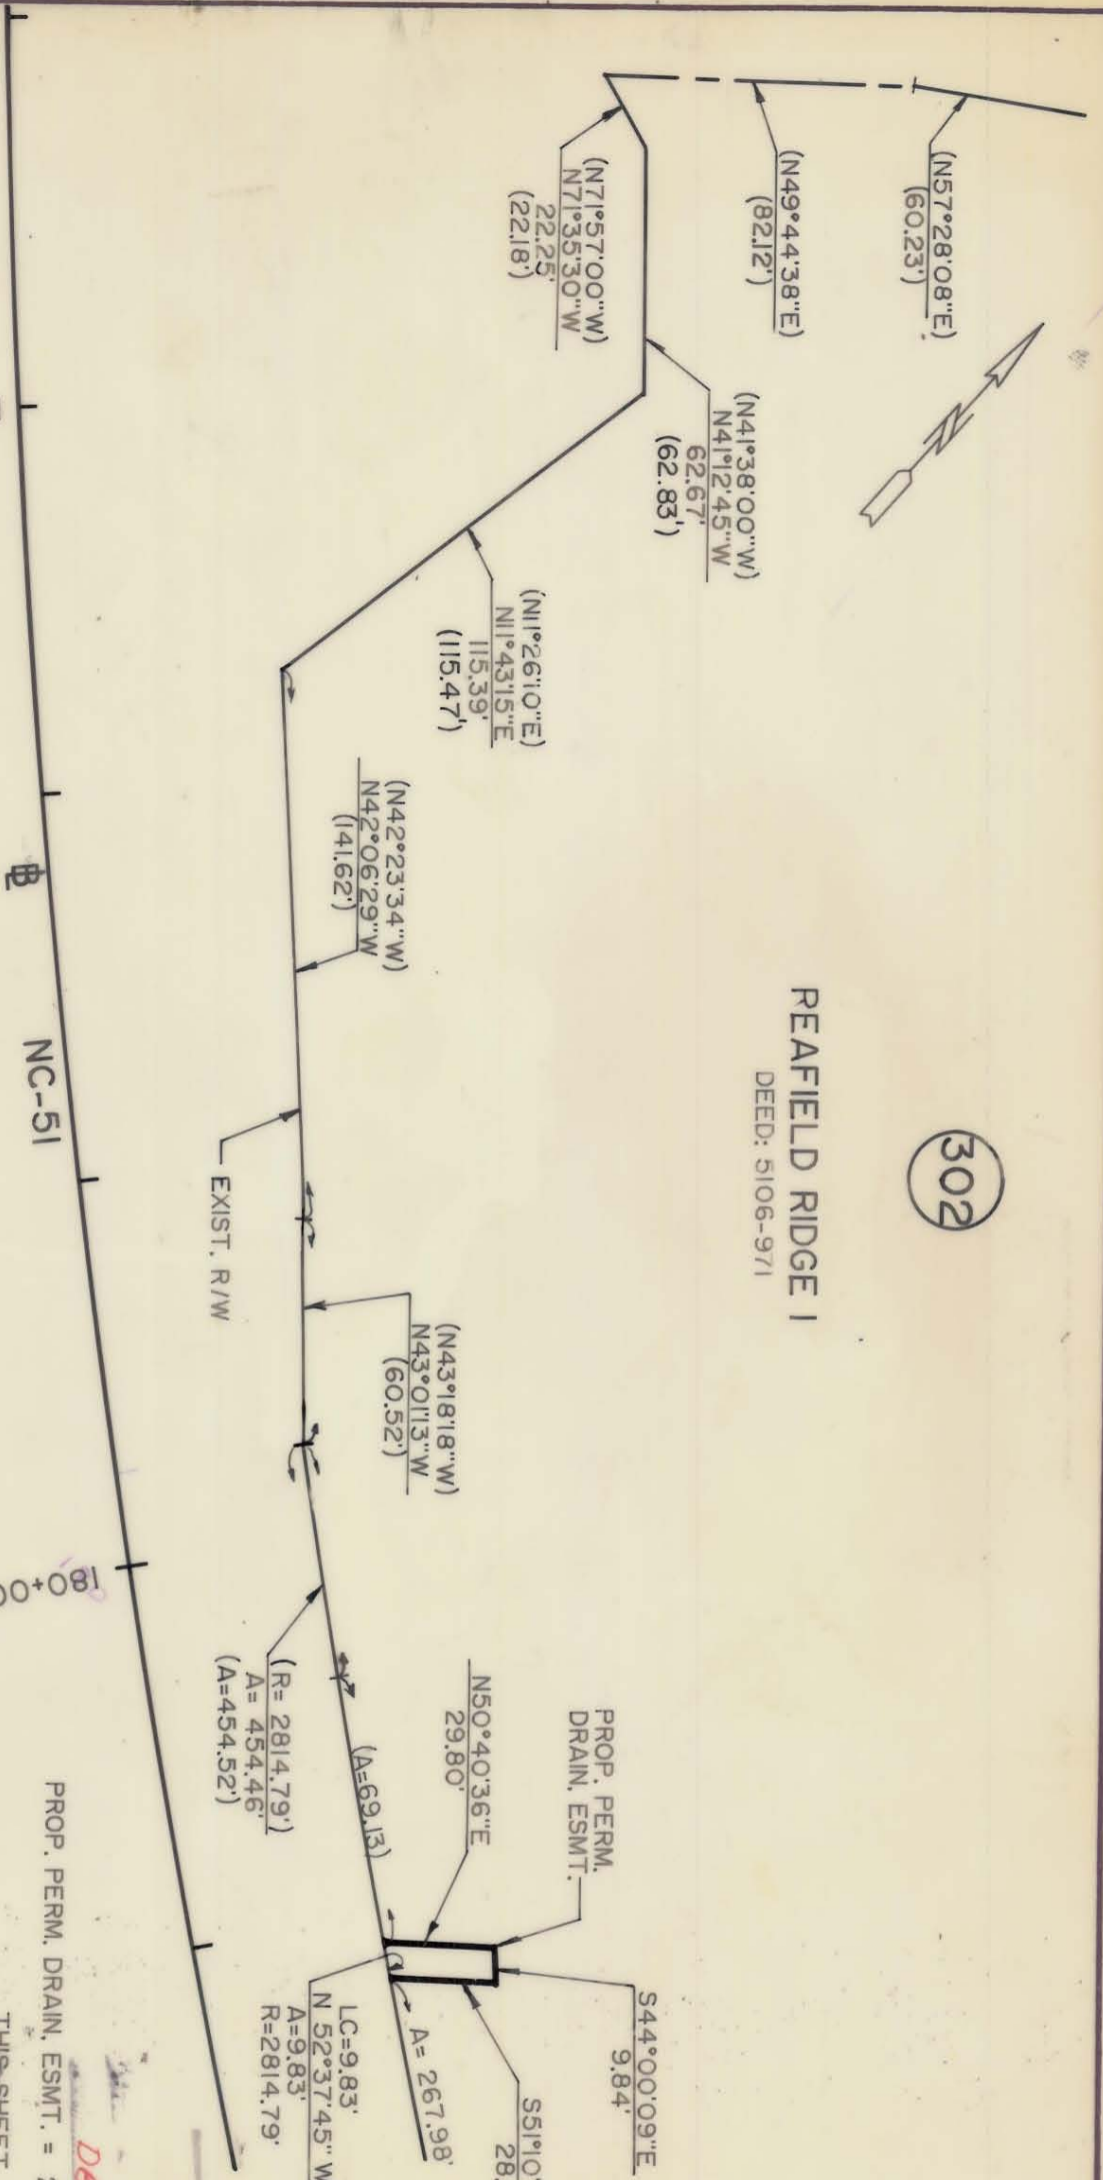 (N57°28'08"E)
(60.23')
(N49°44'38"E)
(82.12')
(N71°57'00"W)
N71°35'30"W
22.25'
(22.18')
(N41°38'00"W)
N41°12'45"W
62.67'
(62.83')
(N11°26'10"E)
N11°43'15"E
115.39'
(115.47')
(N42°23'34"W)
N42°06'29"W
(141.62')
302
REAFIELD RIDGE I
DEED: 5106-971
NC-51
EXIST. R/W
(N43°18'18"W)
N43°01'13"W
(60.52')
180+00
(R= 2814.79')
A= 454.46'
(A=454.52')
(A=69.13)
N50°40'36"E
29.80'
PROP. PERM.
DRAIN. ESMT.
S44°00'09"E
9.84'
S51°10'
28.
A= 267.98'
LC=9.83'
N 52°37'45" W
A=9.83'
R=2814.79'
PROP. PERM. DRAIN. ESMT. =
THIS SHEET